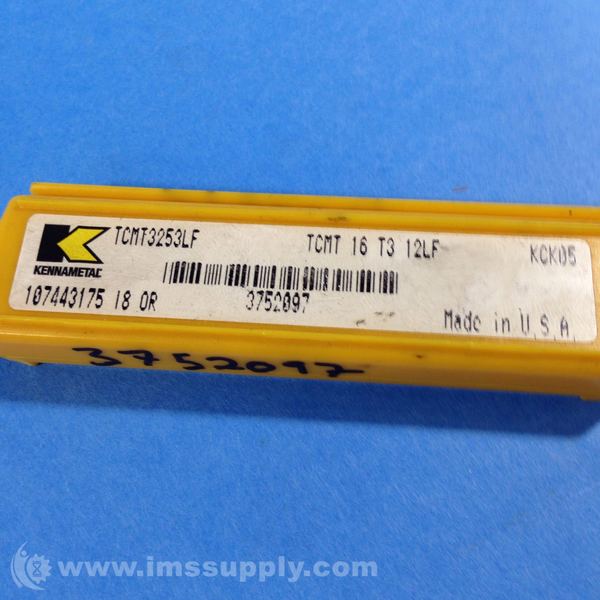 TCMT3253LF TCMT 16 T3 12LF KCK05
KENNAMETAL
107443175 18 OR 3752097 Made in U.S.A.
3752097
© www.imssupply.com